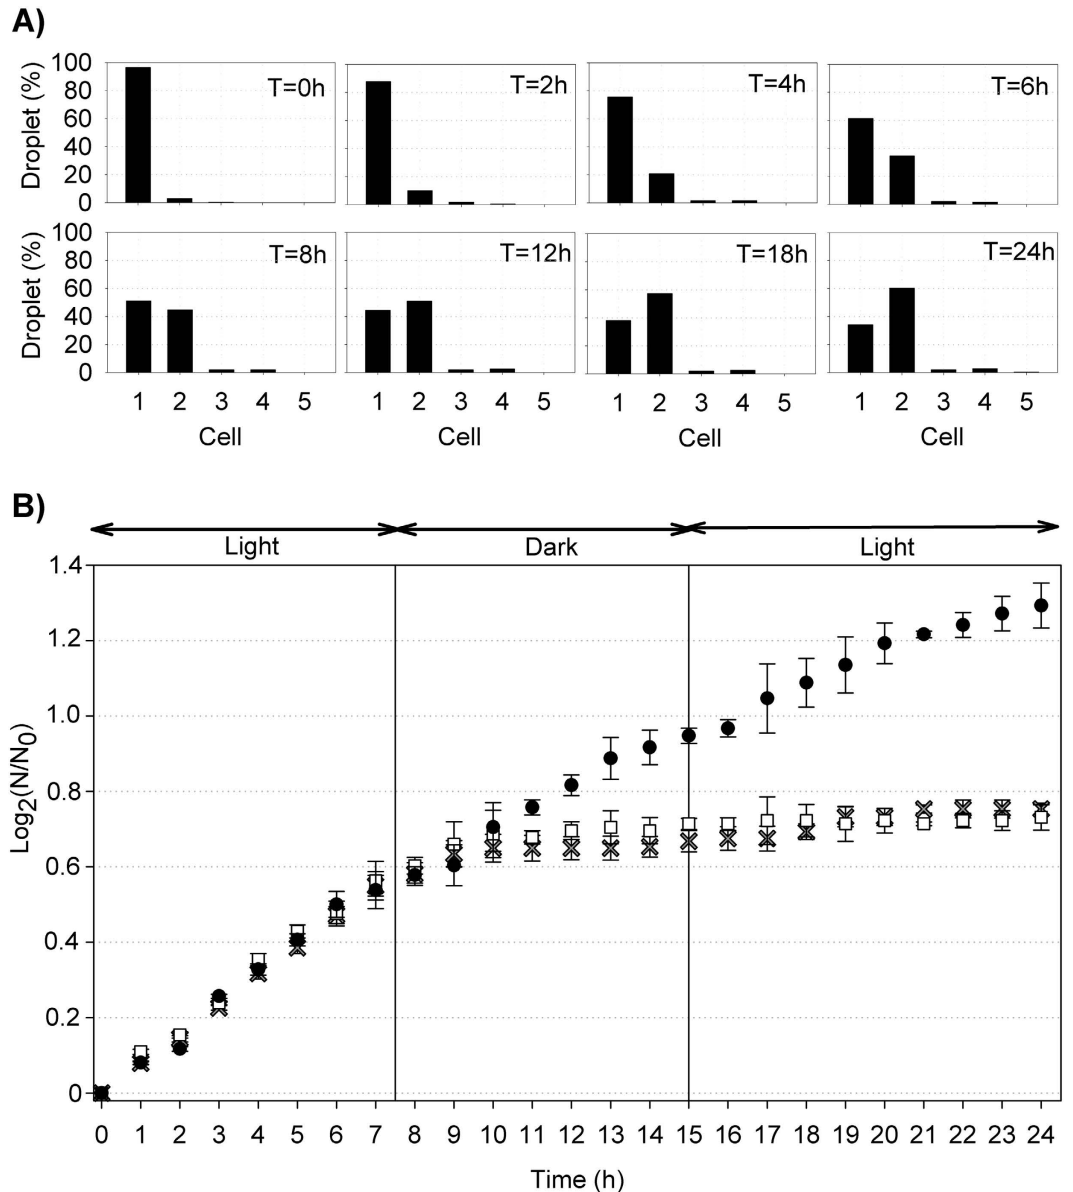 A)
Droplet (%)
100
80
60
40
20
0
T=0h
T=2h
T=4h
T=6h
Droplet (%)
100
80
60
40
20
0
T=8h
T=12h
T=18h
T=24h
1 2 3 4 5
1 2 3 4 5
1 2 3 4 5
1 2 3 4 5
Cell
Cell
Cell
Cell
B)
Light
Dark
Light
Log2(N/N0)
1.4
1.2
1.0
0.8
0.6
0.4
0.2
0
0 1 2 3 4 5 6 7 8 9 10 11 12 13 14 15 16 17 18 19 20 21 22 23 24
Time (h)